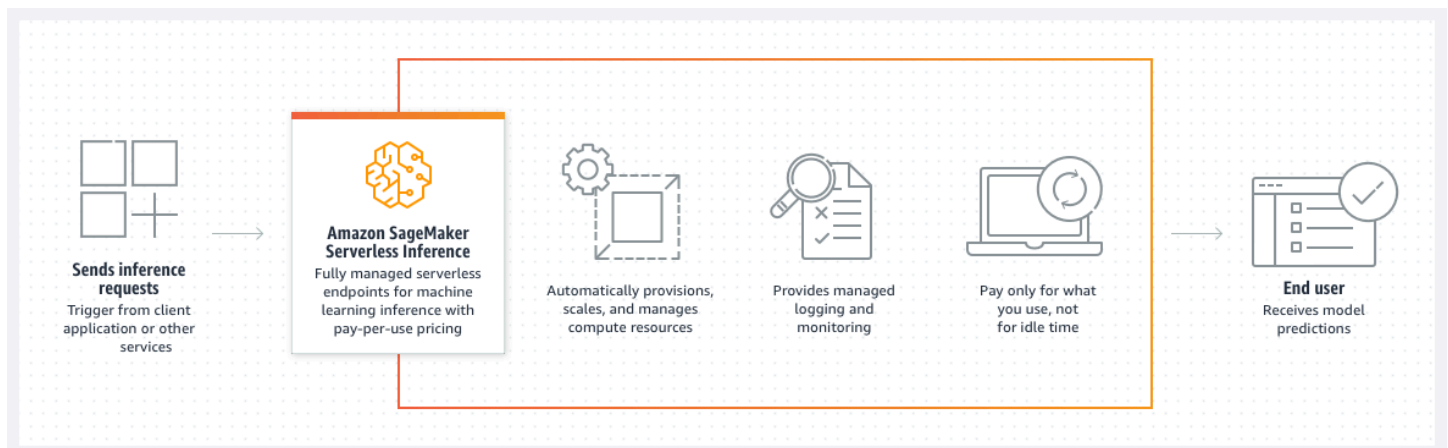 Sends inference
requests
Trigger from client
application or other
services
Amazon SageMaker
Serverless Inference
Fully managed serverless
endpoints for machine
learning inference with
pay-per-use pricing
Automatically provisions,
scales, and manages
compute resources
Provides managed
logging and
monitoring
Pay only for what
you use, not
for idle time
End user
Receives model
predictions